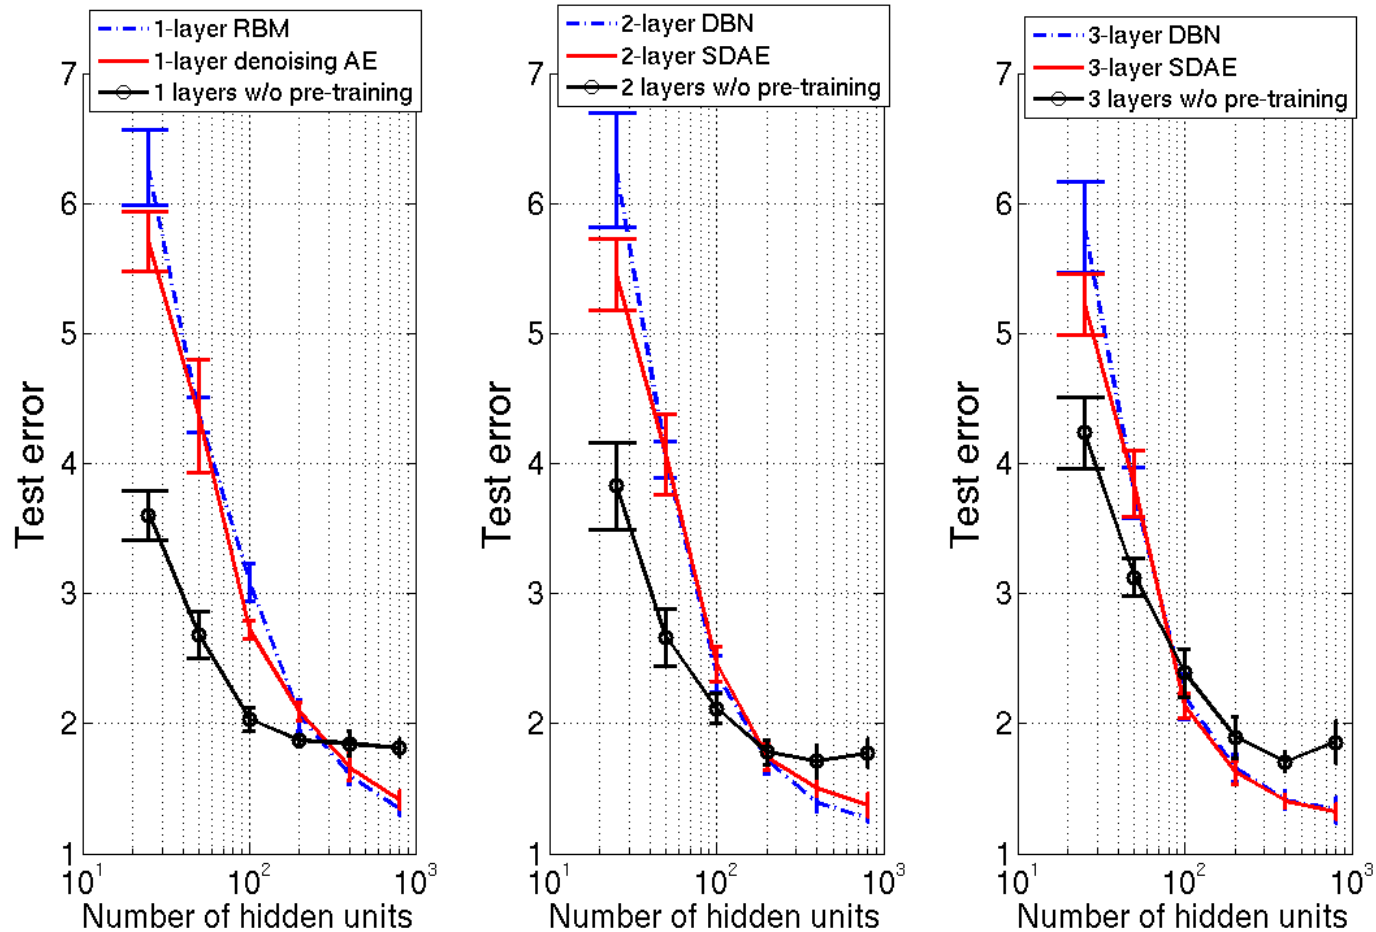 1-layer RBM
1-layer denoising AE
1 layers w/o pre-training
7
6
5
4
3
2
1
Test error
10^1
10^2
10^3
Number of hidden units
2-layer DBN
2-layer SDAE
2 layers w/o pre-training
7
6
5
4
3
2
1
Test error
10^1
10^2
10^3
Number of hidden units
3-layer DBN
3-layer SDAE
3 layers w/o pre-training
7
6
5
4
3
2
1
Test error
10^1
10^2
10^3
Number of hidden units